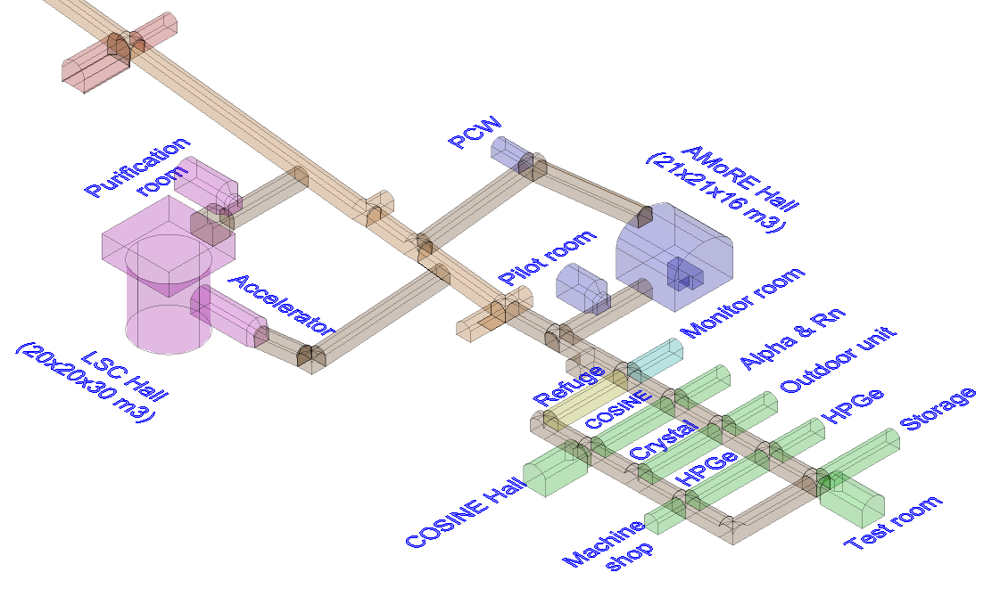 PCW
AMoRE Hall
(21x21x16 m3)
Purification
room
Pilot room
Accelerator
Monitor room
Alpha & Rn
Outdoor unit
LSC Hall
(20x20x30 m3)
Refuge
COSINE
Crystal
HPGe
HPGe
Storage
COSINE Hall
Machine
shop
Test room